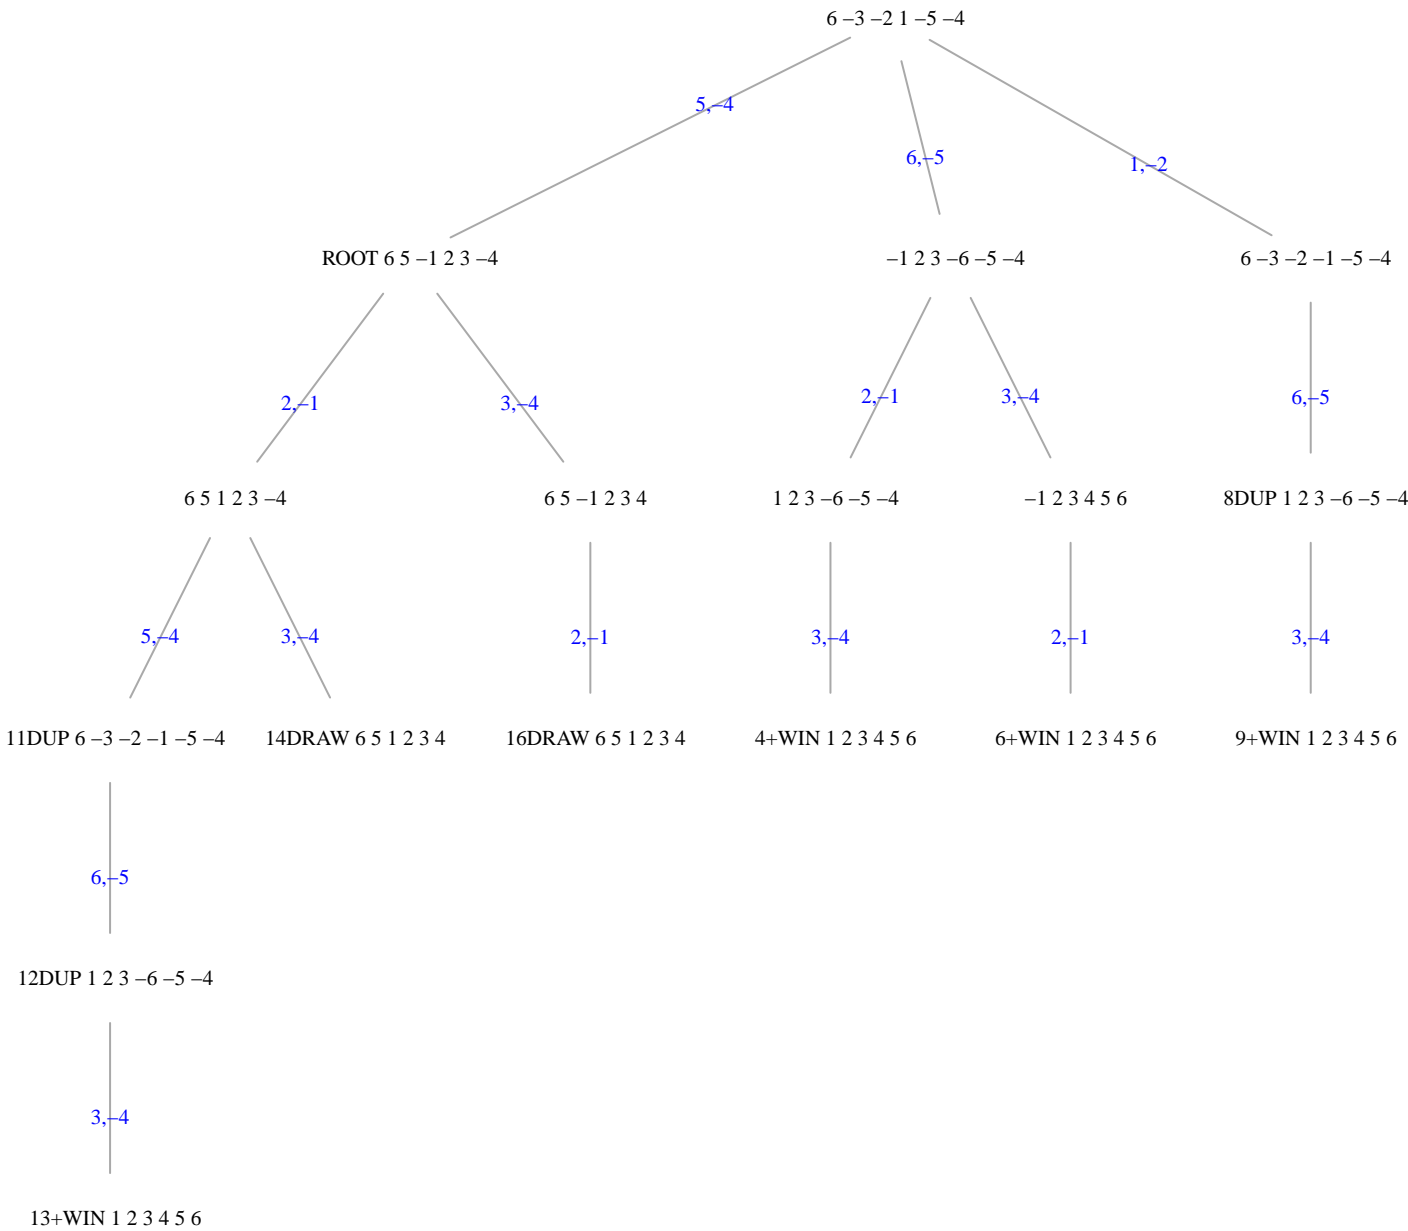 6 –3 –2 1 –5 –4
5,–4
6,–5
1,–2
ROOT 6 5 –1 2 3 –4
–1 2 3 –6 –5 –4
6 –3 –2 –1 –5 –4
2,–1
3,–4
2,–1
3,–4
6,–5
6 5 1 2 3 –4
6 5 –1 2 3 4
1 2 3 –6 –5 –4
–1 2 3 4 5 6
8DUP 1 2 3 –6 –5 –4
5,–4
3,–4
2,–1
3,–4
2,–1
3,–4
11DUP 6 –3 –2 –1 –5 –4
14DRAW 6 5 1 2 3 4
16DRAW 6 5 1 2 3 4
4+WIN 1 2 3 4 5 6
6+WIN 1 2 3 4 5 6
9+WIN 1 2 3 4 5 6
6,–5
12DUP 1 2 3 –6 –5 –4
3,–4
13+WIN 1 2 3 4 5 6